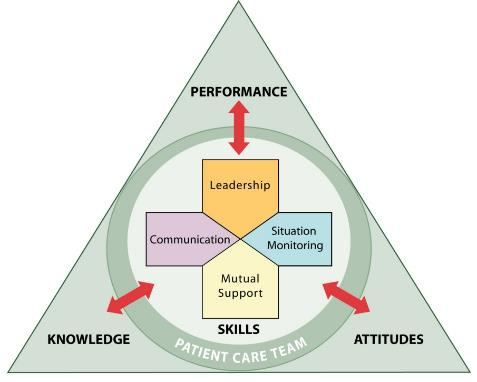 PERFORMANCE
Leadership
Communication
Situation
Monitoring
Mutual
Support
SKILLS
KNOWLEDGE
ATTITUDES
PATIENT CARE TEAM